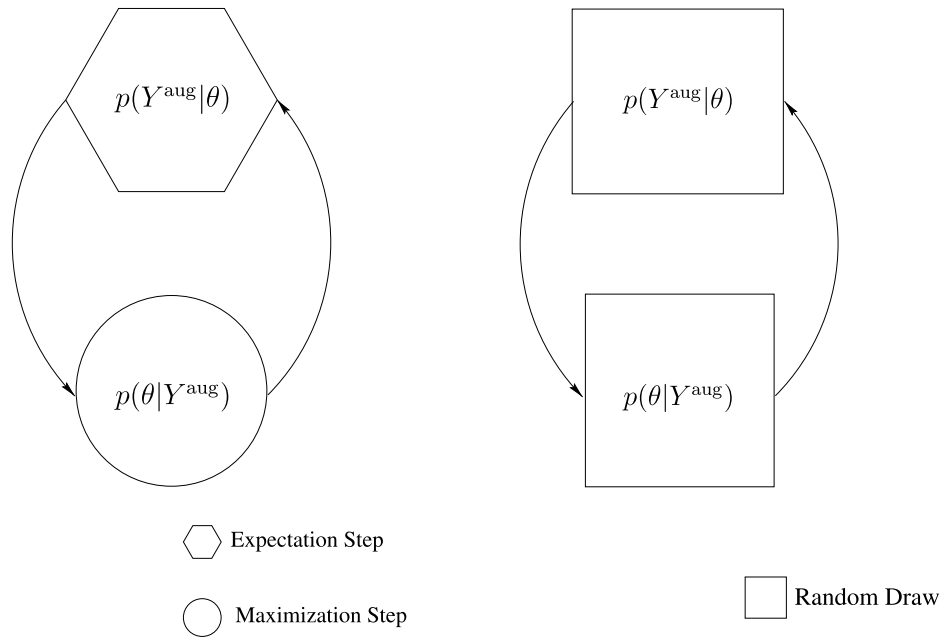 p(Y^aug|θ)
p(Y^aug|θ)
p(θ|Y^aug)
p(θ|Y^aug)
Expectation Step
Maximization Step
Random Draw